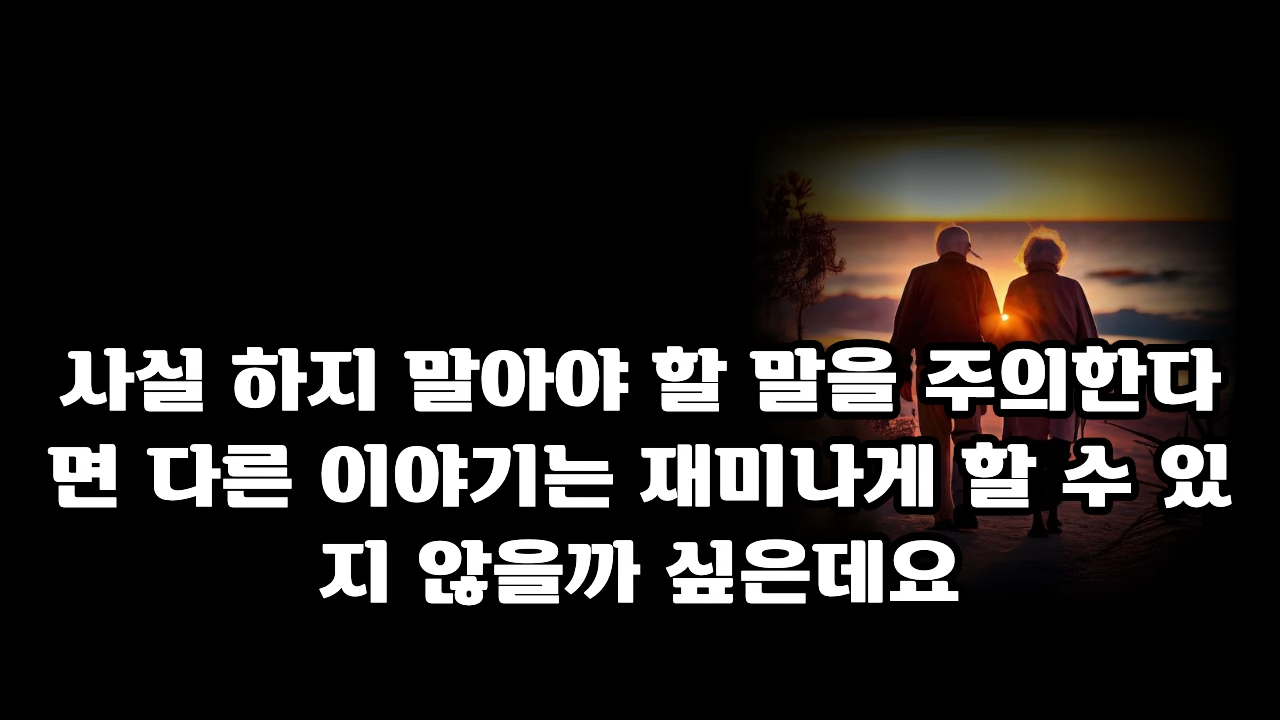 사실 하지 말아야 할 말을 주의한다
면 다른 이야기는 재미나게 할 수 있
지 않을까 싶은데요